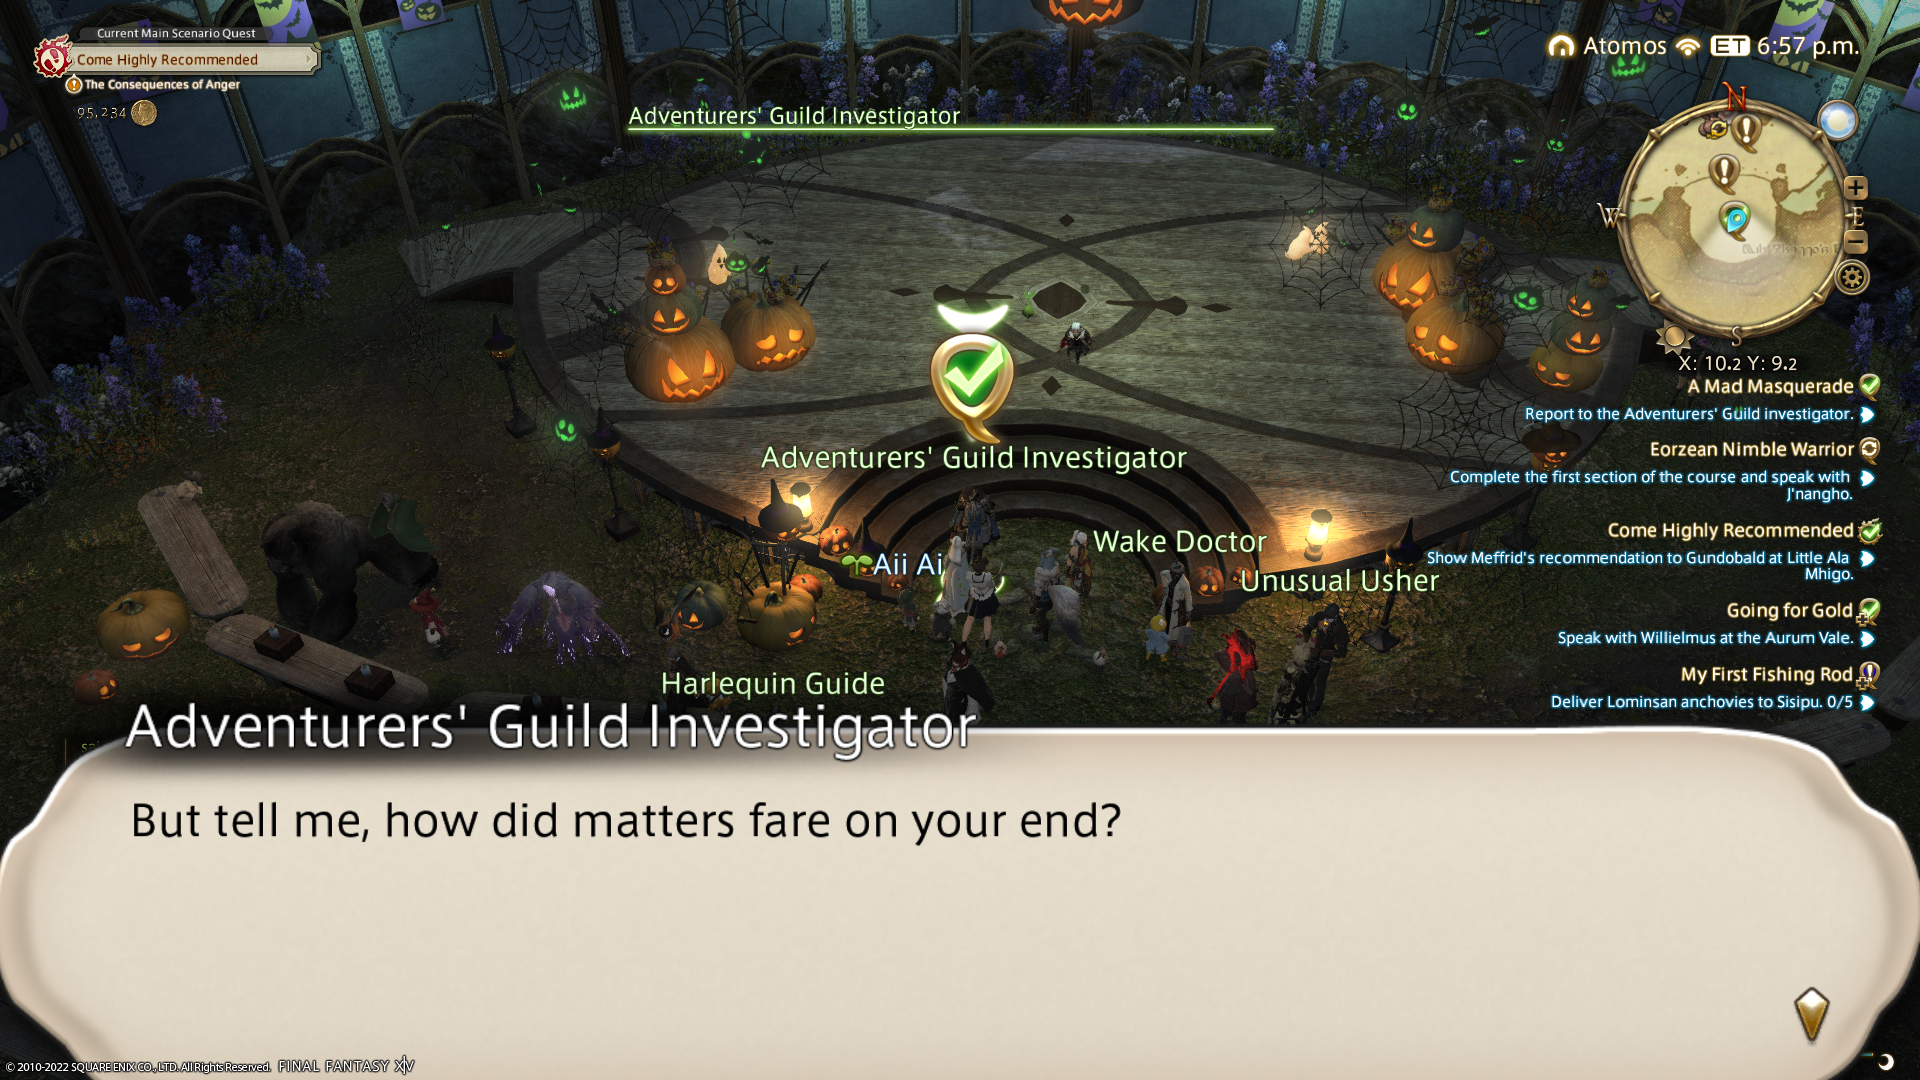 Current Main Scenario Quest
Come Highly Recommended
The Consequences of Anger
95,234
Adventurers' Guild Investigator
Atomos ET 6:57 p.m.
N
W
E
S
X: 10.2 Y: 9.2
A Mad Masquerade
Report to the Adventurers' Guild investigator.
Eorzean Nimble Warrior
Complete the first section of the course and speak with
J'nangho.
Come Highly Recommended
Show Meffrid's recommendation to Gundobald at Little Ala
Mhigo.
Going for Gold
Speak with Willielmus at the Aurum Vale.
My First Fishing Rod
Deliver Lominsan anchovies to Sisipu. 0/5
Adventurers' Guild Investigator
Wake Doctor
Aii Ai
Unusual Usher
Harlequin Guide
Adventurers' Guild Investigator
But tell me, how did matters fare on your end?
© 2010-2022 SQUARE ENIX CO., LTD. All Rights Reserved. FINAL FANTASY XIV